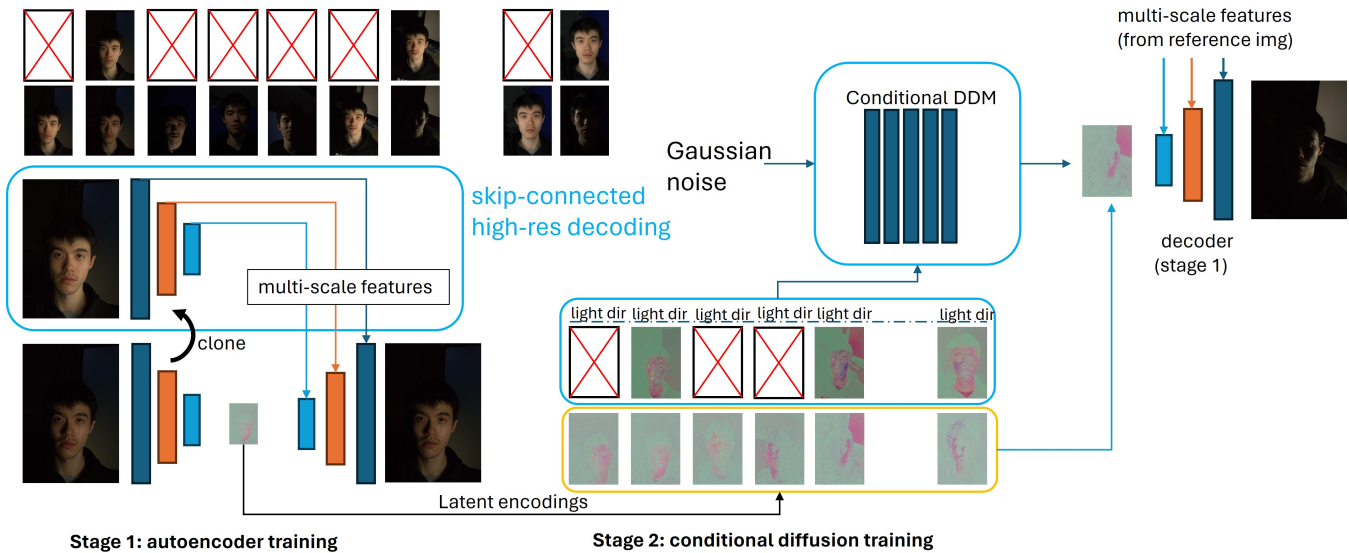 multi-scale features
(from reference img)
Conditional DDM
Gaussian
noise
skip-connected
high-res decoding
decoder
(stage 1)
multi-scale features
light dir light dir light dir light dir light dir light dir
clone
Latent encodings
Stage 1: autoencoder training
Stage 2: conditional diffusion training